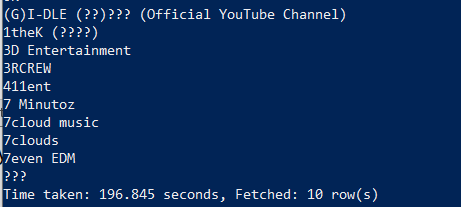 (G)I-DLE (??)??? (Official YouTube Channel)
1theK (????)
3D Entertainment
3RCREW
411ent
7 Minutoz
7cloud music
7clouds
7even EDM
???
Time taken: 196.845 seconds, Fetched: 10 row(s)